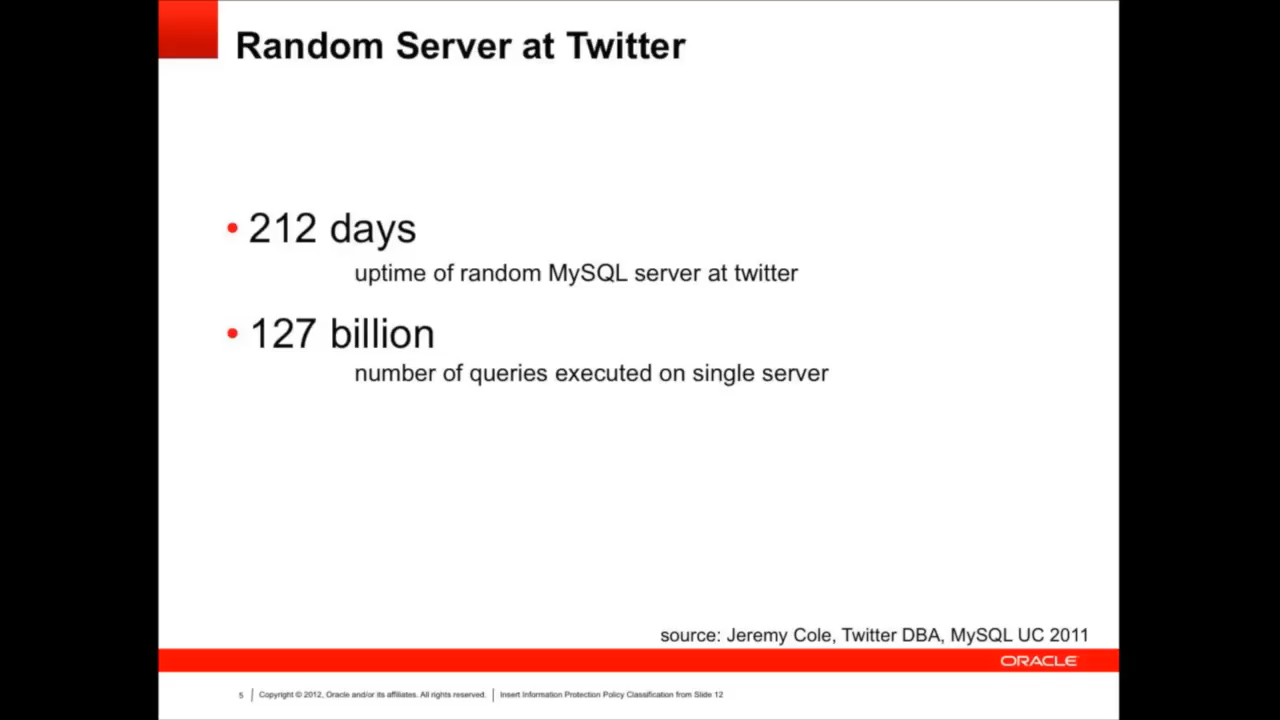 Random Server at Twitter
• 212 days
uptime of random MySQL server at twitter
• 127 billion
number of queries executed on single server
source: Jeremy Cole, Twitter DBA, MySQL UC 2011
ORACLE
5 | Copyright © 2012, Oracle and/or its affiliates. All rights reserved. | Insert Information Protection Policy Classification from Slide 12